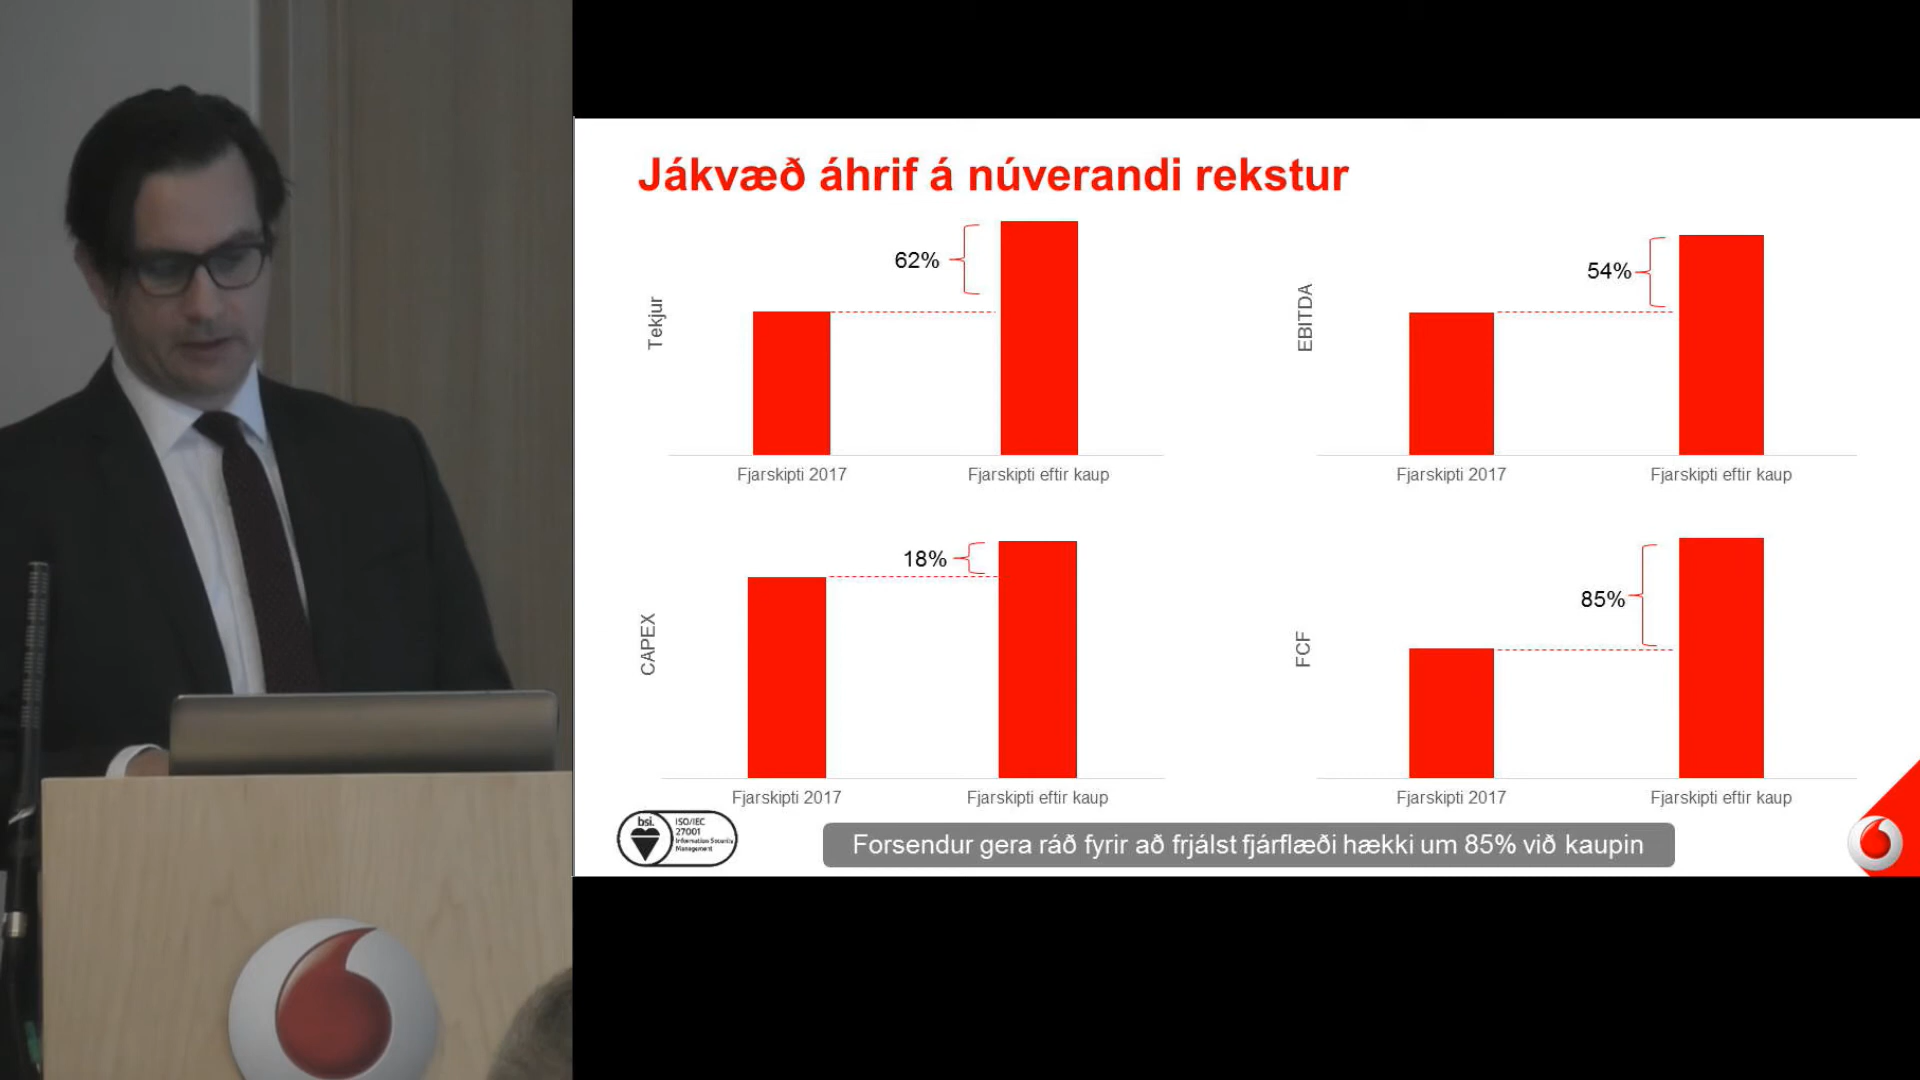 Jákvæð áhrif á núverandi rekstur
62%
Tekjur
Fjarskipti 2017
Fjarskipti eftir kaup
54%
EBITDA
Fjarskipti 2017
Fjarskipti eftir kaup
18%
CAPEX
Fjarskipti 2017
Fjarskipti eftir kaup
85%
FCF
Fjarskipti 2017
Fjarskipti eftir kaup
bsi.
ISO/IEC
27001
Information Security
Management
Forsendur gera ráð fyrir að frjálst fjárflæði hækki um 85% við kaupin